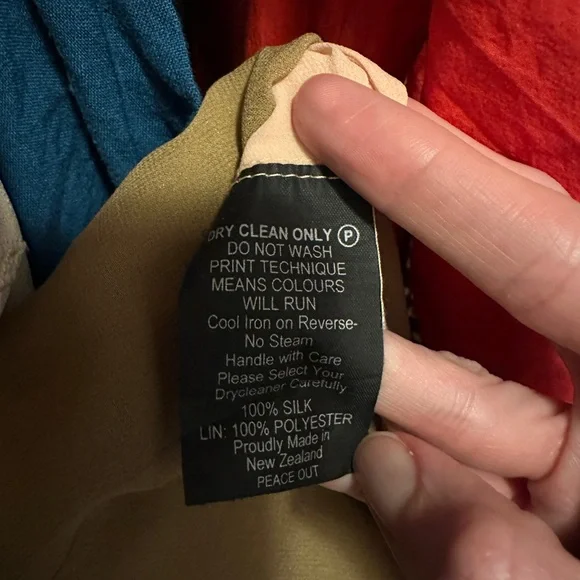 DRY CLEAN ONLY Ⓟ
DO NOT WASH
PRINT TECHNIQUE
MEANS COLOURS
WILL RUN
Cool Iron on Reverse-
No Steam
Handle with Care
Please Select Your
Drycleaner Carefully
100% SILK
LIN: 100% POLYESTER
Proudly Made in
New Zealand
PEACE OUT